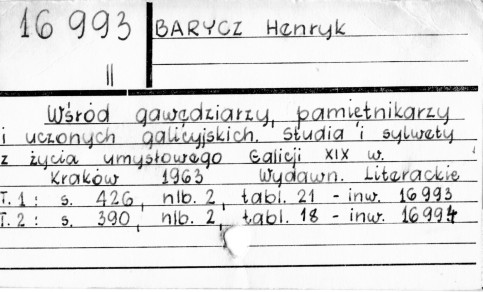 16 993
II
BARYCZ Henryk
Wśród gawędziarzy, pamiętnikarzy
i uczonych galicyjskich. Studia i sylwety
z życia umysłowego Galicji XIX w.
Kraków 1963 Wydawn. Literackie
T. 1 : s. 426, nlb. 2, tabl. 21 - inw. 16993
T. 2 : s. 390, nlb. 2, tabl. 18 - inw. 16994